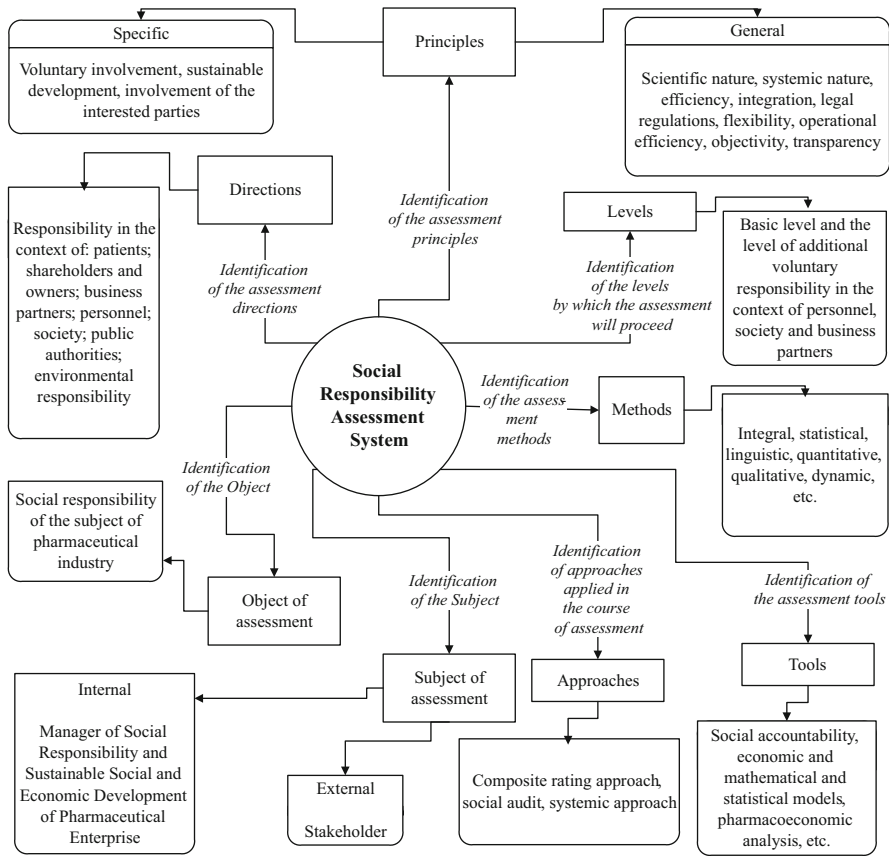 Specific
Voluntary involvement, sustainable
development, involvement of the
interested parties
Principles
General
Scientific nature, systemic nature,
efficiency, integration, legal
regulations, flexibility, operational
efficiency, objectivity, transparency
Directions
Responsibility in the
context of: patients;
shareholders and
owners; business
partners; personnel;
society; public
authorities;
environmental
responsibility
Identification
of the assessment
directions
Identification
of the assessment
principles
Levels
Identification
of the levels
by which the assessment
will proceed
Basic level and the
level of additional
voluntary
responsibility in the
context of personnel,
society and business
partners
Social
Responsibility
Assessment
System
Identification
of the assess-
ment
methods
Methods
Integral, statistical,
linguistic, quantitative,
qualitative, dynamic,
etc.
Identification
of the Object
Social responsibility
of the subject of
pharmaceutical
industry
Object of
assessment
Identification
of the Subject
Identification
of approaches
applied in
the course
of assessment
Identification of
the assessment tools
Subject of
assessment
Approaches
Tools
Internal
Manager of Social
Responsibility and
Sustainable Social and
Economic Development
of Pharmaceutical
Enterprise
External
Stakeholder
Composite rating approach,
social audit, systemic approach
Social accountability,
economic and
mathematical and
statistical models,
pharmacoeconomic
analysis, etc.